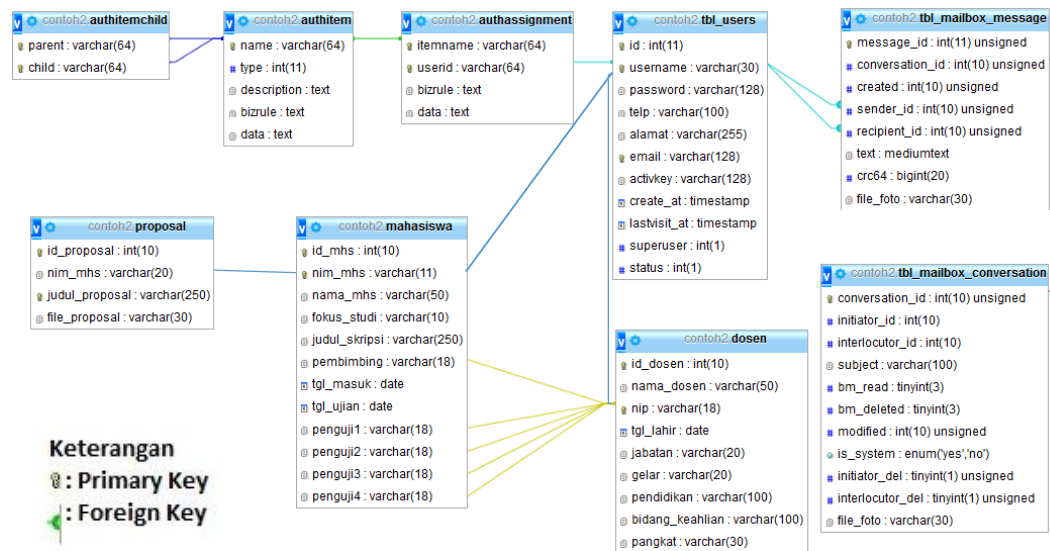 contoh2 authitemchild
parent : varchar(64)
child : varchar(64)
contoh2 authitem
name : varchar(64)
type : int(11)
description : text
bizrule : text
data : text
contoh2 authassignment
itemname : varchar(64)
userid : varchar(64)
bizrule : text
data : text
contoh2 tbl_users
id : int(11)
username : varchar(30)
password : varchar(128)
telp : varchar(100)
alamat : varchar(255)
email : varchar(128)
activkey : varchar(128)
create_at : timestamp
lastvisit_at : timestamp
superuser : int(1)
status : int(1)
contoh2 tbl_mailbox_message
message_id : int(11) unsigned
conversation_id : int(10) unsigned
created : int(10) unsigned
sender_id : int(10) unsigned
recipient_id : int(10) unsigned
text : mediumtext
crc64 : bigint(20)
file_foto : varchar(30)
contoh2 proposal
id_proposal : int(10)
nim_mhs : varchar(20)
judul_proposal : varchar(250)
file_proposal : varchar(30)
contoh2 mahasiswa
id_mhs : int(10)
nim_mhs : varchar(11)
nama_mhs : varchar(50)
fokus_studi : varchar(10)
judul_skripsi : varchar(250)
pembimbing : varchar(18)
tgl_masuk : date
tgl_ujian : date
penguji1 : varchar(18)
penguji2 : varchar(18)
penguji3 : varchar(18)
penguji4 : varchar(18)
contoh2 dosen
id_dosen : int(10)
nama_dosen : varchar(50)
nip : varchar(18)
tgl_lahir : date
jabatan : varchar(20)
gelar : varchar(20)
pendidikan : varchar(100)
bidang_keahlian : varchar(100)
pangkat : varchar(30)
contoh2 tbl_mailbox_conversation
conversation_id : int(10) unsigned
initiator_id : int(10)
interlocutor_id : int(10)
subject : varchar(100)
bm_read : tinyint(3)
bm_deleted : tinyint(3)
modified : int(10) unsigned
is_system : enum('yes','no')
initiator_del : tinyint(1) unsigned
interlocutor_del : tinyint(1) unsigned
file_foto : varchar(30)
Keterangan
: Primary Key
: Foreign Key